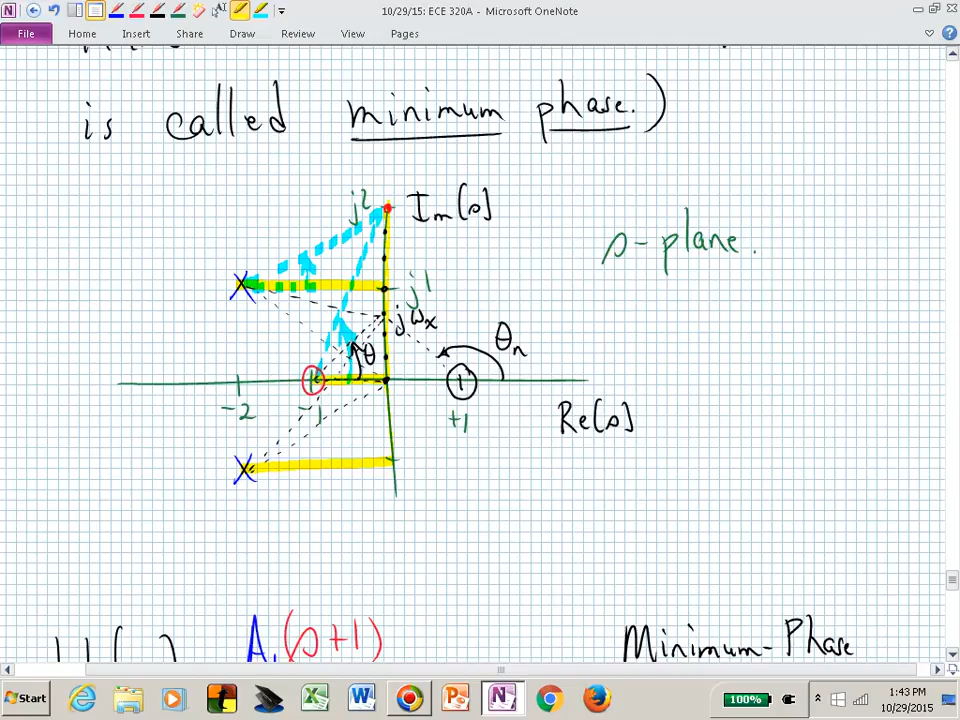 10/29/15: ECE 320A - Microsoft OneNote
File Home Insert Share Draw Review View Pages
is called minimum phase.)
j2 Im[s]
s-plane.
j1
jωx
θ θn
-2 -1 +1 Re[s]
A (s+1) Minimum-Phase
Start
100% 1:43 PM
10/29/2015